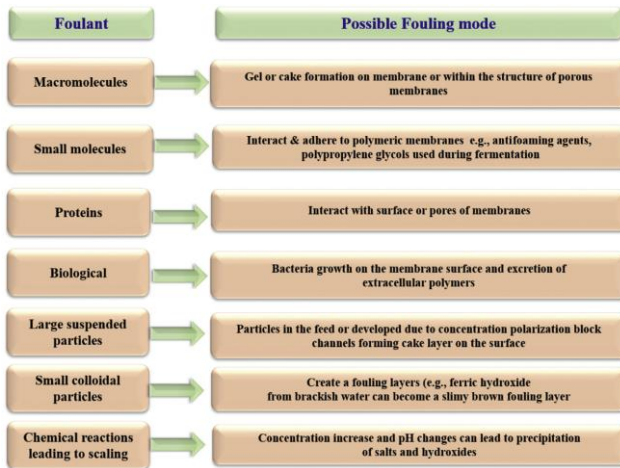 Foulant
Possible Fouling mode
Macromolecules
Gel or cake formation on membrane or within the structure of porous
membranes
Small molecules
Interact & adhere to polymeric membranes e.g., antifoaming agents,
polypropylene glycols used during fermentation
Proteins
Interact with surface or pores of membranes
Biological
Bacteria growth on the membrane surface and excretion of
extracellular polymers
Large suspended
particles
Particles in the feed or developed due to concentration polarization block
channels forming cake layer on the surface
Small colloidal
particles
Create a fouling layers (e.g., ferric hydroxide
from brackish water can become a slimy brown fouling layer
Chemical reactions
leading to scaling
Concentration increase and pH changes can lead to precipitation
of salts and hydroxides